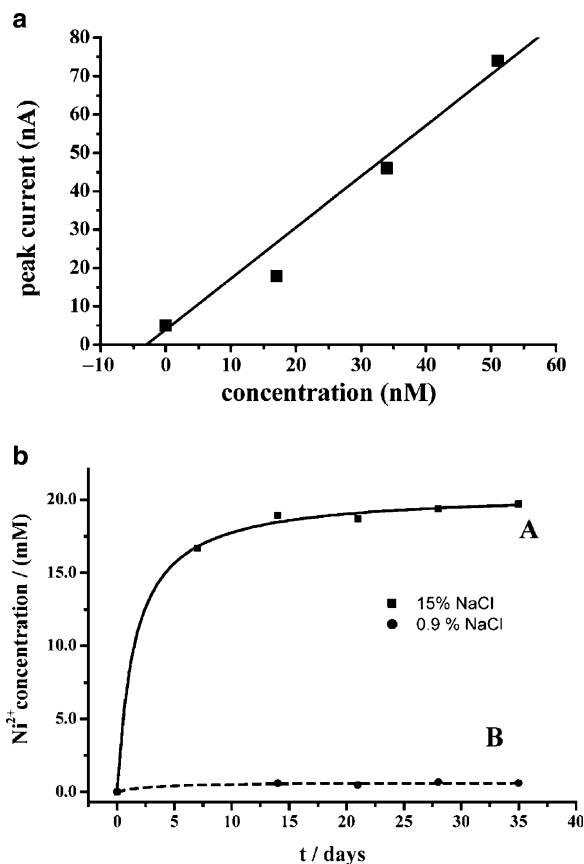 a
80
70
60
50
40
30
20
10
0
peak current (nA)
−10 0 10 20 30 40 50 60
concentration (nM)
b
20.0
15.0
10.0
5.0
0.0
Ni2+ concentration / (mM)
A
15% NaCl
0.9 % NaCl
B
0 5 10 15 20 25 30 35 40
t / days